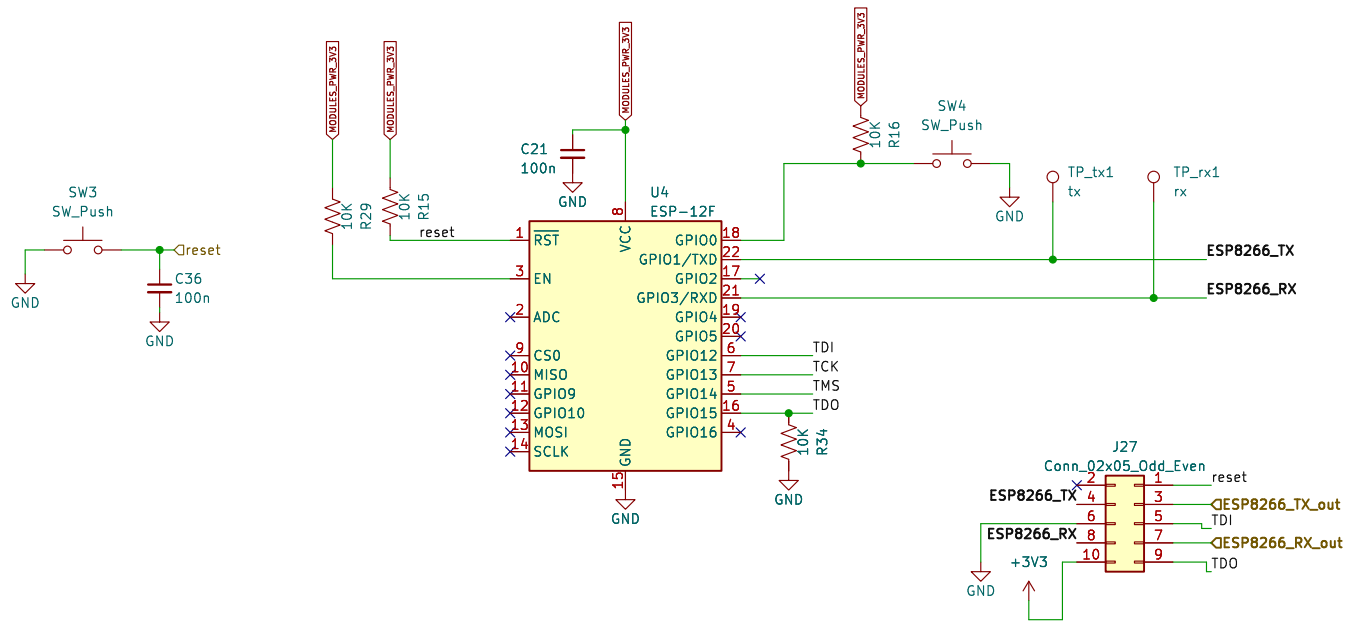 MODULES_PWR_3V3
MODULES_PWR_3V3
MODULES_PWR_3V3
MODULES_PWR_3V3
SW3
SW_Push
reset
GND
C36
100n
GND
10K
R29
10K
R15
reset
C21
100n
GND
U4
ESP-12F
8
VCC
1
RST
3
EN
2
ADC
9
CS0
10
MISO
11
GPIO9
12
GPIO10
13
MOSI
14
SCLK
GND
15
GND
GPIO0
18
GPIO1/TXD
22
GPIO2
17
GPIO3/RXD
21
GPIO4
19
GPIO5
20
GPIO12
6
TDI
GPIO13
7
TCK
GPIO14
5
TMS
GPIO15
16
TDO
GPIO16
4
10K
R34
GND
10K
R16
SW4
SW_Push
GND
TP_tx1
tx
TP_rx1
rx
ESP8266_TX
ESP8266_RX
J27
Conn_02x05_Odd_Even
2
1
reset
ESP8266_TX
4
3
ESP8266_TX_out
6
5
TDI
ESP8266_RX
8
7
ESP8266_RX_out
10
9
TDO
+3V3
GND